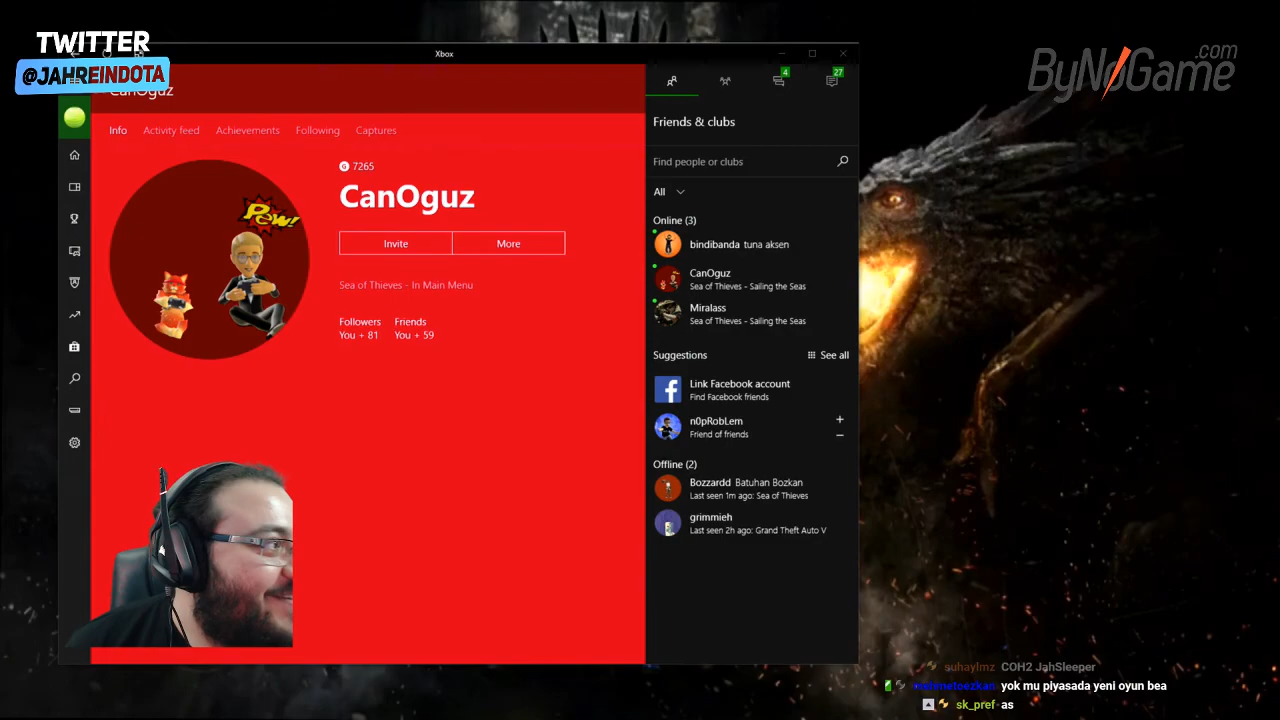 TWITTER
@JAHREINDOTA
Xbox
ByNoGame.com
CanOguz
4
27
Info Activity feed Achievements Following Captures
G 7265
CanOguz
POW!
Invite More
Sea of Thieves - In Main Menu
Followers Friends
You + 81 You + 59
Friends & clubs
Find people or clubs
All
Online (3)
bindibanda tuna aksen
CanOguz
Sea of Thieves - Sailing the Seas
Miralass
Sea of Thieves - Sailing the Seas
Suggestions See all
Link Facebook account
Find Facebook friends
n0pRobLem
Friend of friends
Offline (2)
Bozzardd Batuhan Bozkan
Last seen 1m ago: Sea of Thieves
grimmieh
Last seen 2h ago: Grand Theft Auto V
suhaylmz COH2 JahSleeper
yok mu piyasada yeni oyun bea
sk_pref as